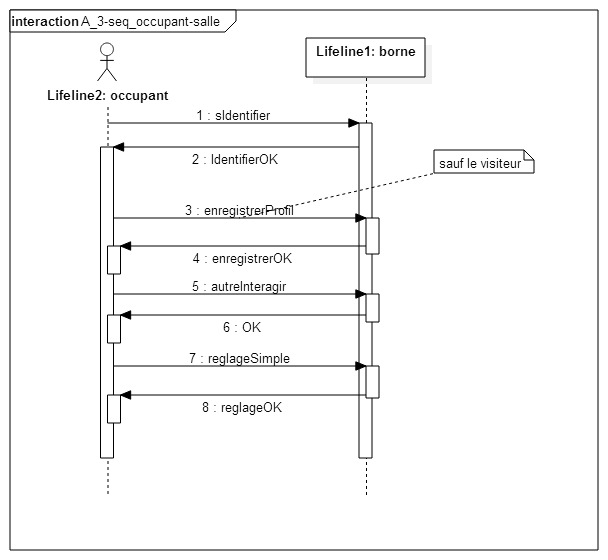 interaction A_3-seq_occupant-salle
Lifeline1: borne
Lifeline2: occupant
1 : sIdentifier
2 : IdentifierOK
sauf le visiteur
3 : enregistrerProfil
4 : enregistrerOK
5 : autreInteragir
6 : OK
7 : reglageSimple
8 : reglageOK